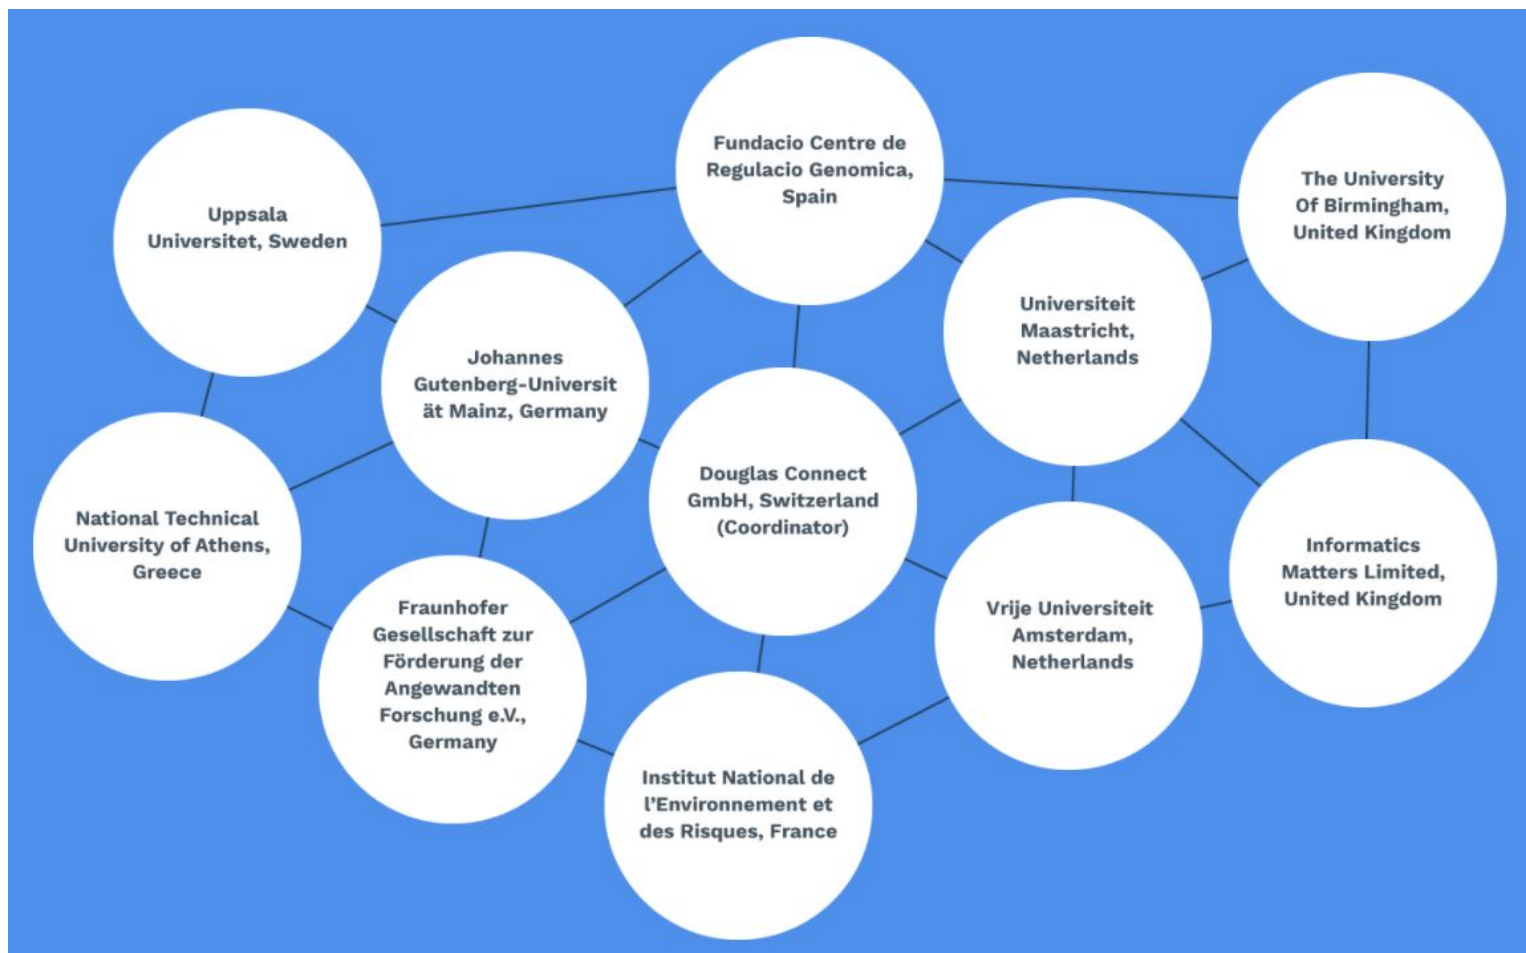 Fundacio Centre de
Regulacio Genomica,
Spain
The University
Of Birmingham,
United Kingdom
Uppsala
Universitet, Sweden
Universiteit
Maastricht,
Netherlands
Johannes
Gutenberg-Universit
ät Mainz, Germany
Douglas Connect
GmbH, Switzerland
(Coordinator)
National Technical
University of Athens,
Greece
Informatics
Matters Limited,
United Kingdom
Fraunhofer
Gesellschaft zur
Förderung der
Angewandten
Forschung e.V.,
Germany
Vrije Universiteit
Amsterdam,
Netherlands
Institut National de
l’Environnement et
des Risques, France